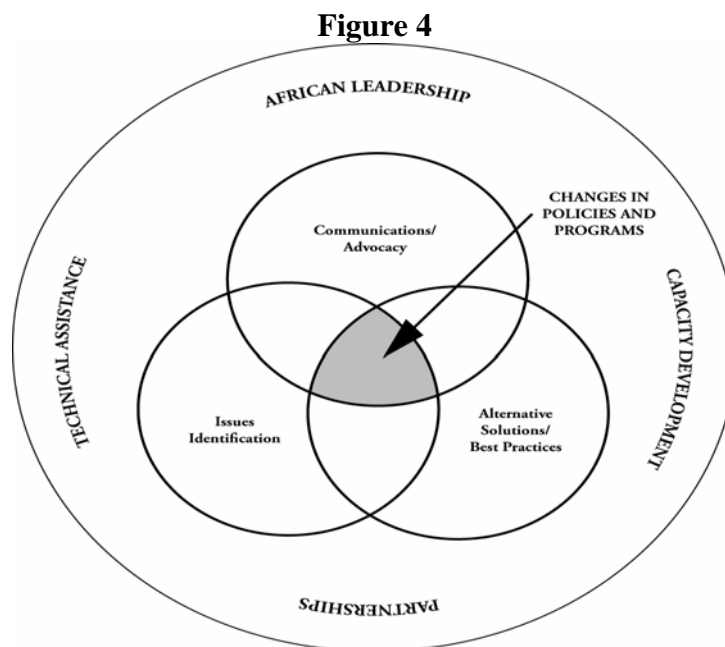 Figure 4
AFRICAN LEADERSHIP
CHANGES IN
POLICIES AND
PROGRAMS
Communications/
Advocacy
TECHNICAL ASSISTANCE
CAPACITY DEVELOPMENT
Issues
Identification
Alternative
Solutions/
Best Practices
PARTNERSHIPS